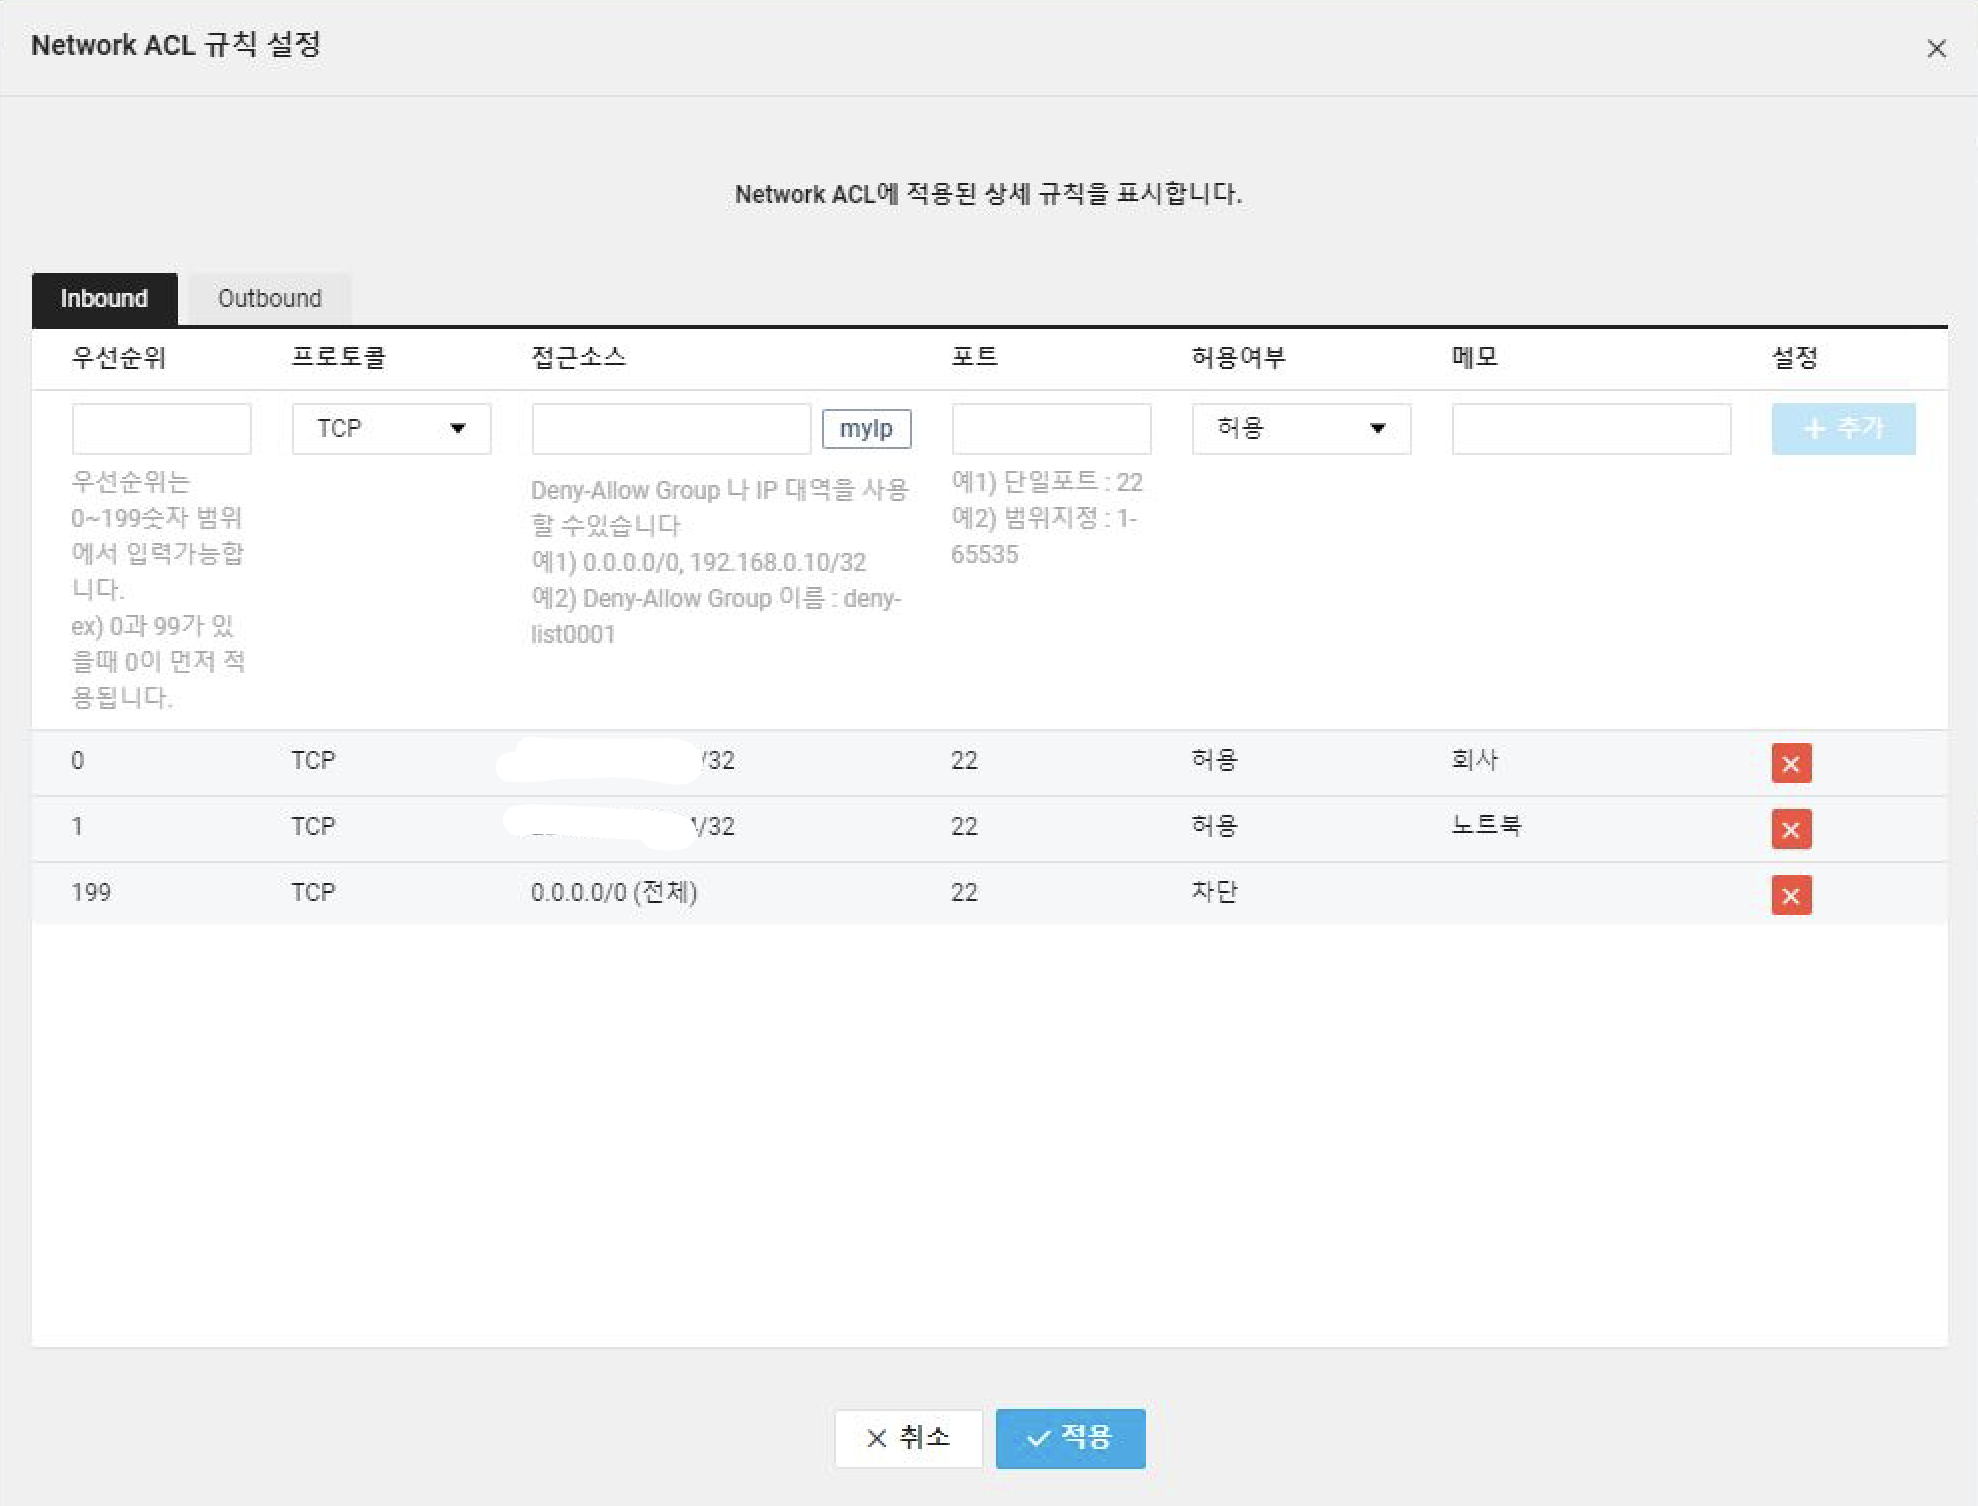 Network ACL 규칙 설정
Network ACL에 적용된 상세 규칙을 표시합니다.
Inbound Outbound
우선순위 프로토콜 접근소스 포트 허용여부 메모 설정
TCP myIp 허용 + 추가
우선순위는
0~199숫자 범위
에서 입력가능합
니다.
ex) 0과 99가 있
을때 0이 먼저 적
용됩니다.
Deny-Allow Group 나 IP 대역을 사용
할 수있습니다
예1) 0.0.0.0/0, 192.168.0.10/32
예2) Deny-Allow Group 이름 : deny-
list0001
예1) 단일포트 : 22
예2) 범위지정 : 1-
65535
0 TCP /32 22 허용 회사
1 TCP /32 22 허용 노트북
199 TCP 0.0.0.0/0 (전체) 22 차단
취소 적용